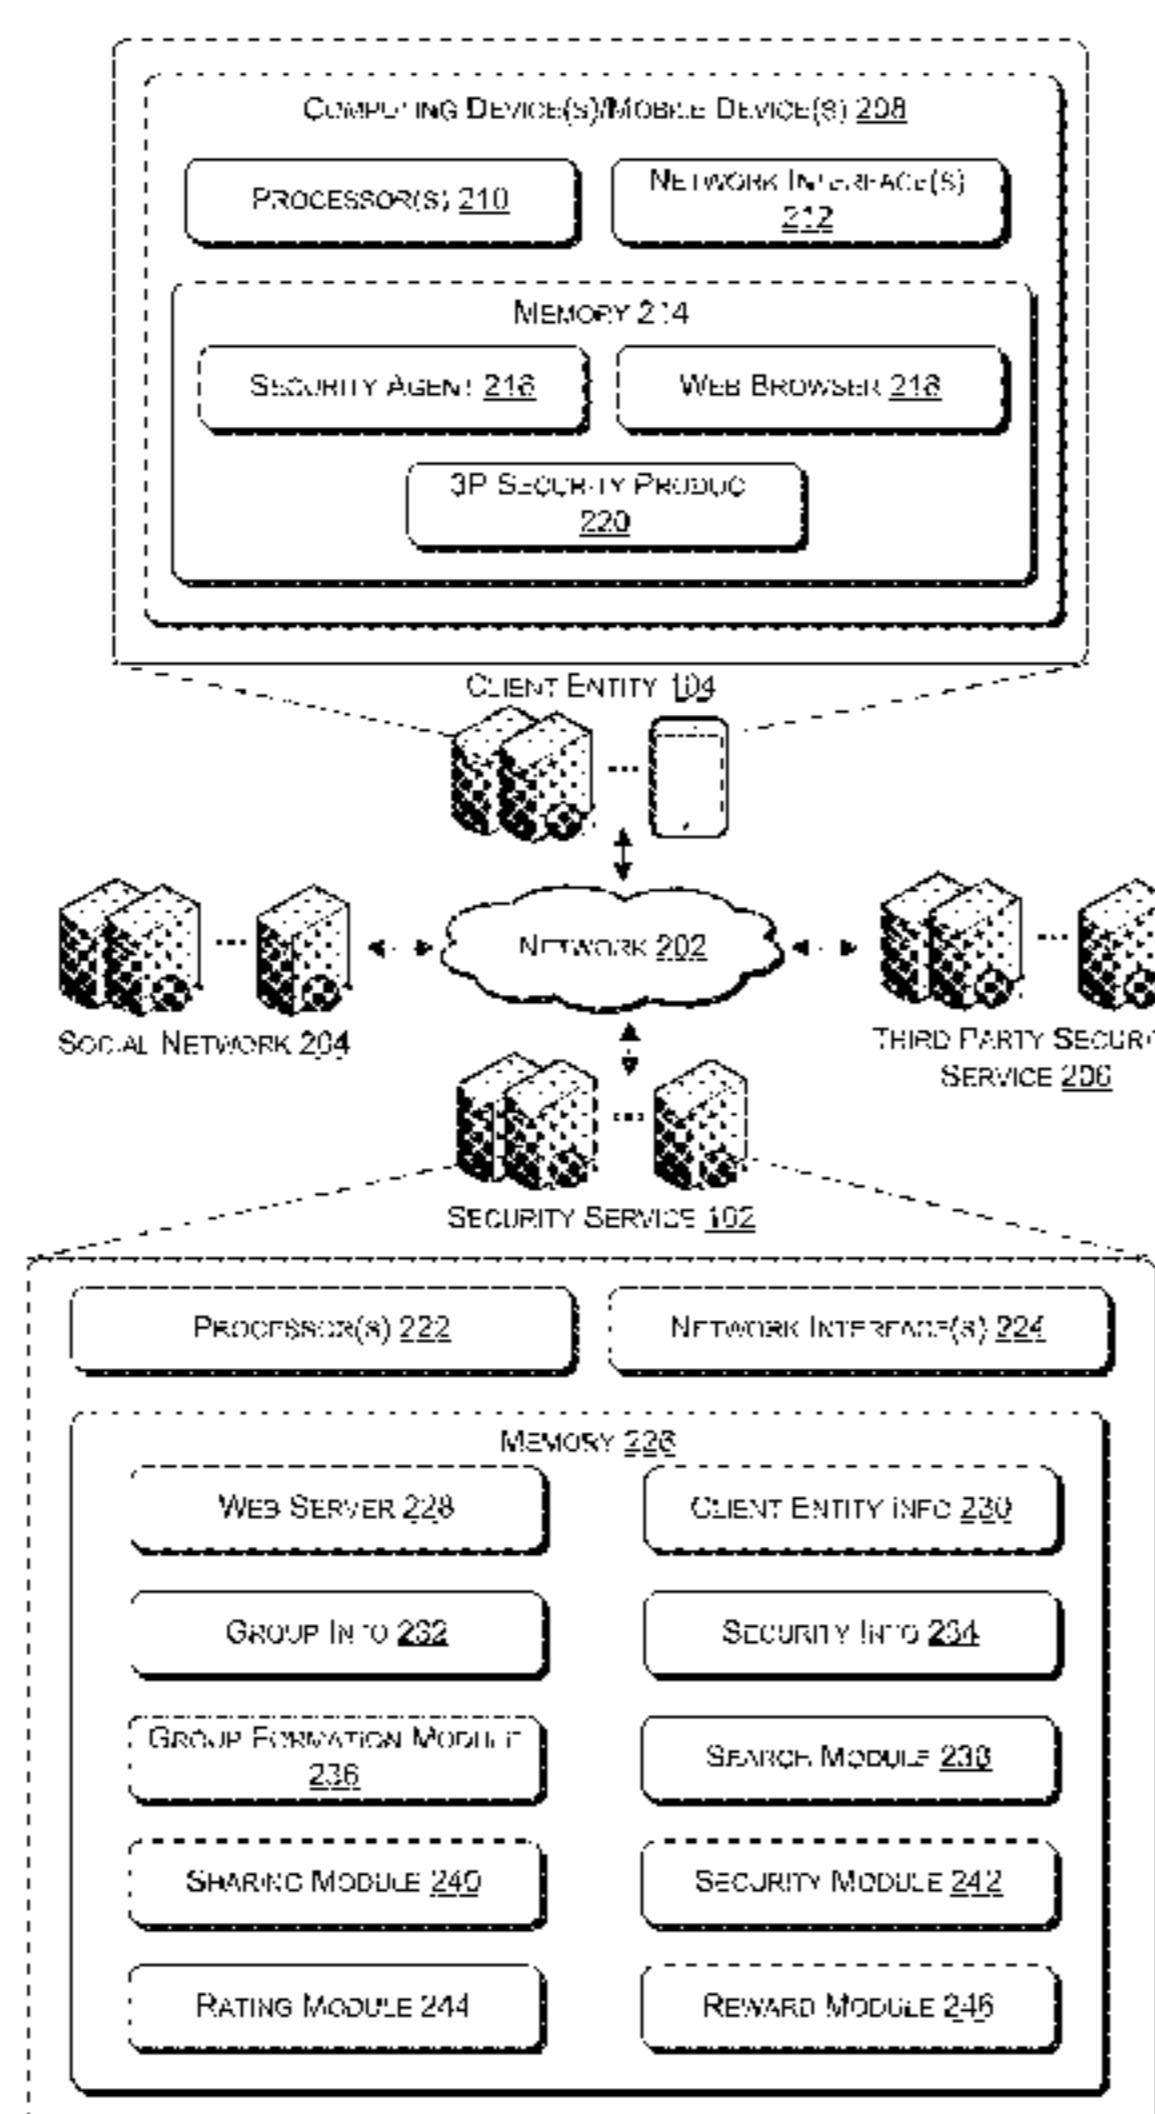 COMPUTING DEVICE(S)/MOBILE DEVICE(S) 208
PROCESSOR(S) 210
NETWORK INTERFACE(S)
212
MEMORY 214
SECURITY AGENT 216
WEB BROWSER 218
3P SECURITY PRODUC
220
CLIENT ENTITY 104
NETWORK 202
SOCIAL NETWORK 204
THIRD PARTY SECURI
SERVICE 206
SECURITY SERVICE 102
PROCESSOR(S) 222
NETWORK INTERFACE(S) 224
MEMORY 226
WEB SERVER 228
CLIENT ENTITY INFO 230
GROUP INFO 232
SECURITY INFO 234
GROUP FORMATION MODULE
236
SEARCH MODULE 238
SHARING MODULE 240
SECURITY MODULE 242
RATING MODULE 244
REWARD MODULE 246